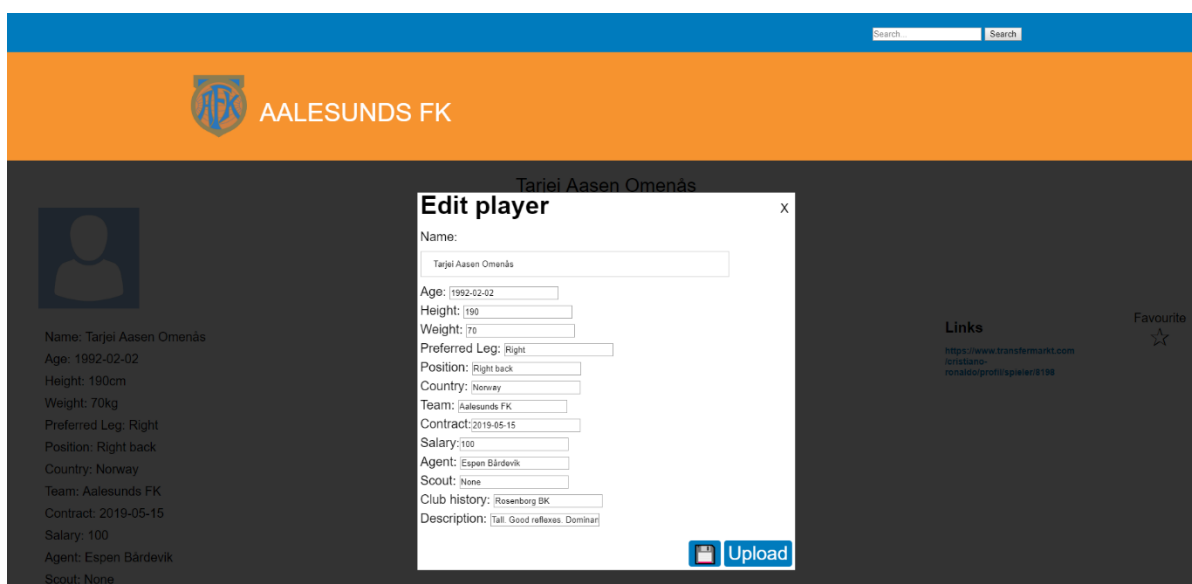 Search... Search
AFK
AALESUNDS FK
Tarjei Aasen Omenås
Edit player
X
Name:
Tarjei Aasen Omenås
Age: 1992-02-02
Height: 190
Weight: 70
Preferred Leg: Right
Position: Right back
Country: Norway
Team: Aalesunds FK
Contract: 2019-05-15
Salary: 100
Agent: Espen Bårdevik
Scout: None
Club history: Rosenborg BK
Description: Tall. Good reflexes. Dominar
Upload
Name: Tarjei Aasen Omenås
Age: 1992-02-02
Height: 190cm
Weight: 70kg
Preferred Leg: Right
Position: Right back
Country: Norway
Team: Aalesunds FK
Contract: 2019-05-15
Salary: 100
Agent: Espen Bårdevik
Scout: None
Links
https://www.transfermarkt.com
/cristiano-
ronaldo/profil/spieler/8198
Favourite